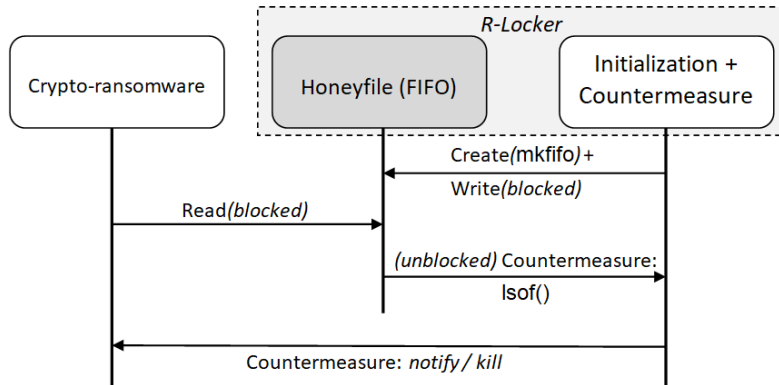 R-Locker
Crypto-ransomware
Honeyfile (FIFO)
Initialization +
Countermeasure
Create(mkfifo)+
Write(blocked)
Read(blocked)
(unblocked) Countermeasure:
lsof()
Countermeasure: notify / kill